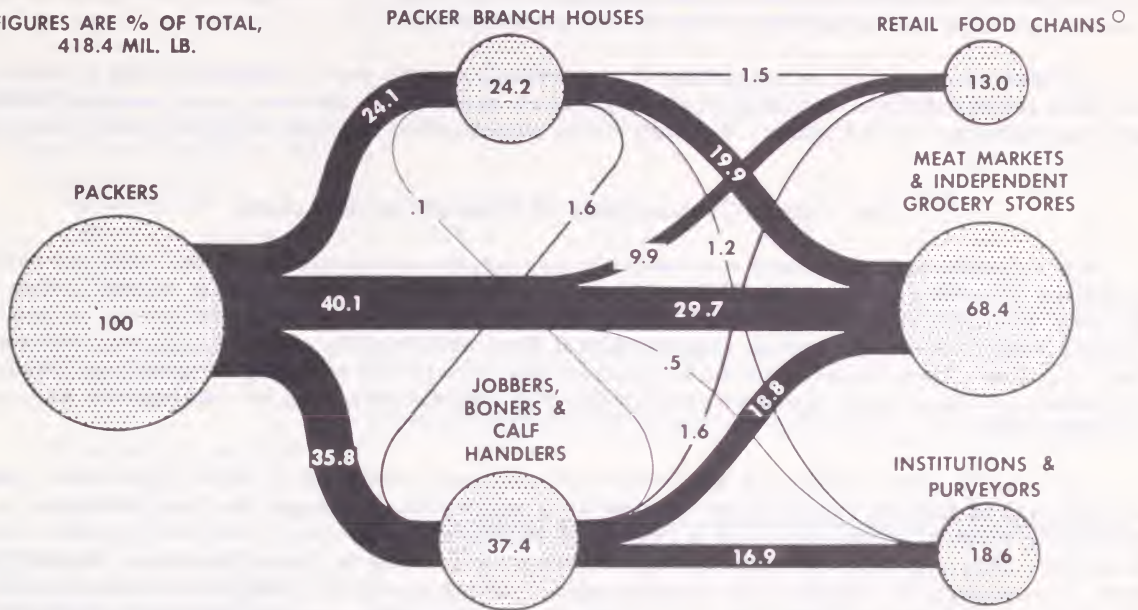 FIGURES ARE % OF TOTAL,
418.4 MIL. LB.
PACKER BRANCH HOUSES
RETAIL FOOD CHAINS
24.2
1.5
13.0
24.1
19.9
MEAT MARKETS
& INDEPENDENT
GROCERY STORES
PACKERS
.1
1.6
1.2
9.9
100
40.1
29.7
68.4
.5
JOBBERS,
BONERS &
CALF
HANDLERS
18.8
1.6
35.8
INSTITUTIONS &
PURVEYORS
37.4
16.9
18.6